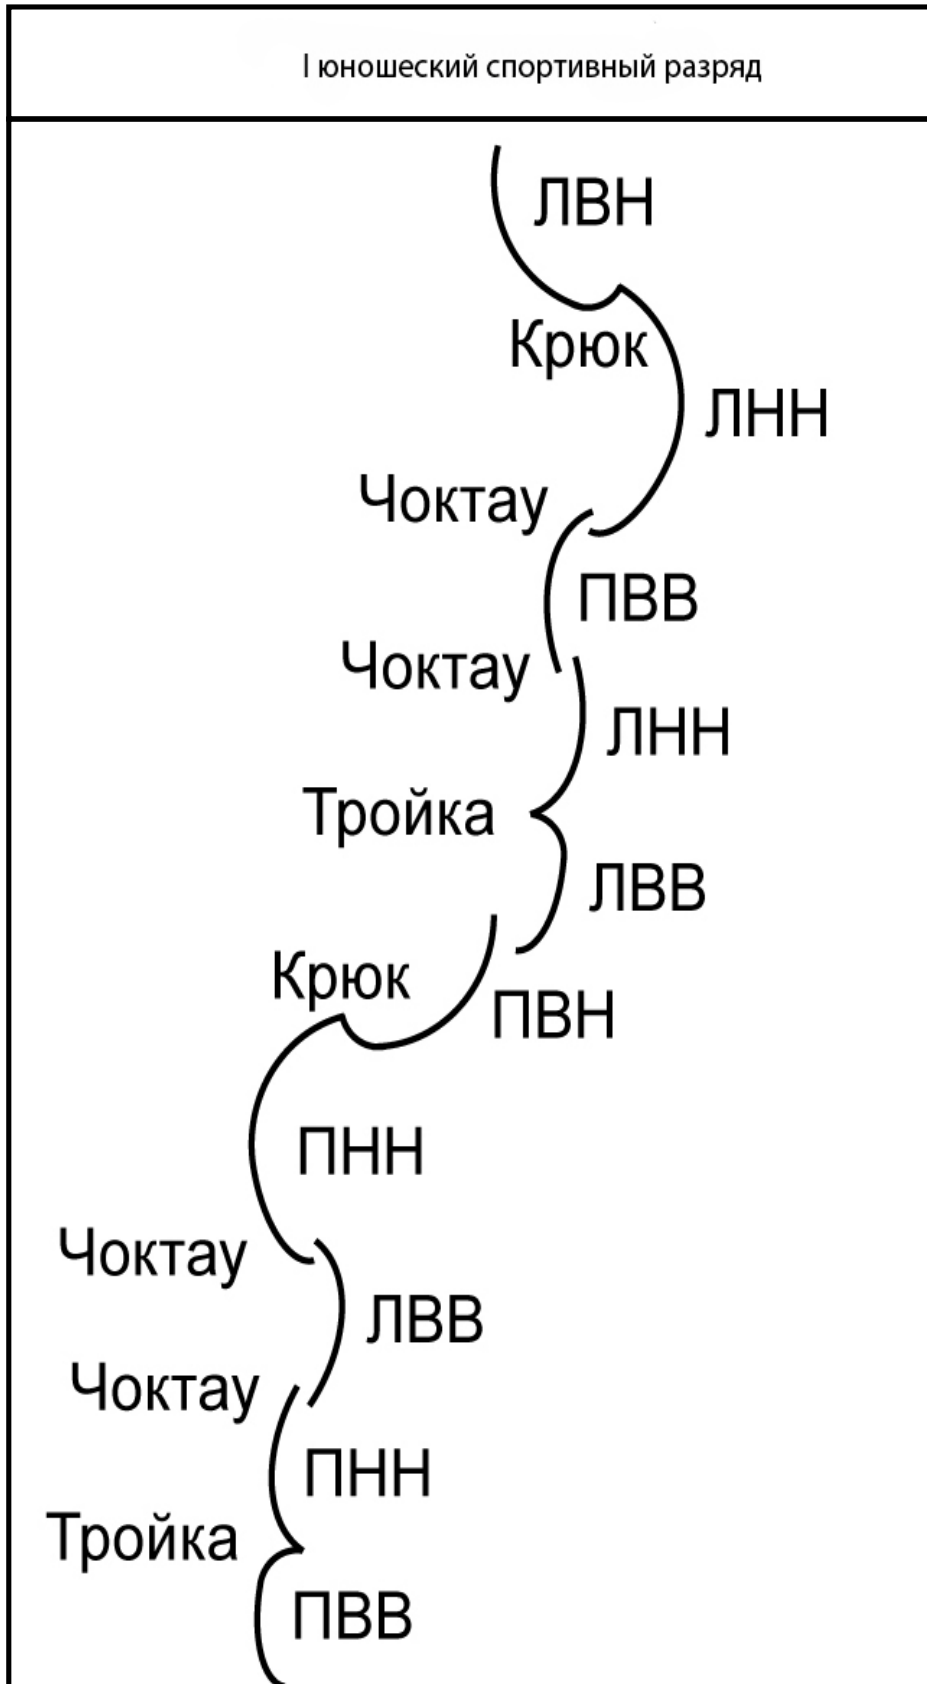 I юношеский спортивный разряд
ЛВН
Крюк
ЛНН
Чоктау
ПВВ
Чоктау
ЛНН
Тройка
ЛВВ
Крюк
ПВН
ПНН
Чоктау
ЛВВ
Чоктау
ПНН
Тройка
ПВВ